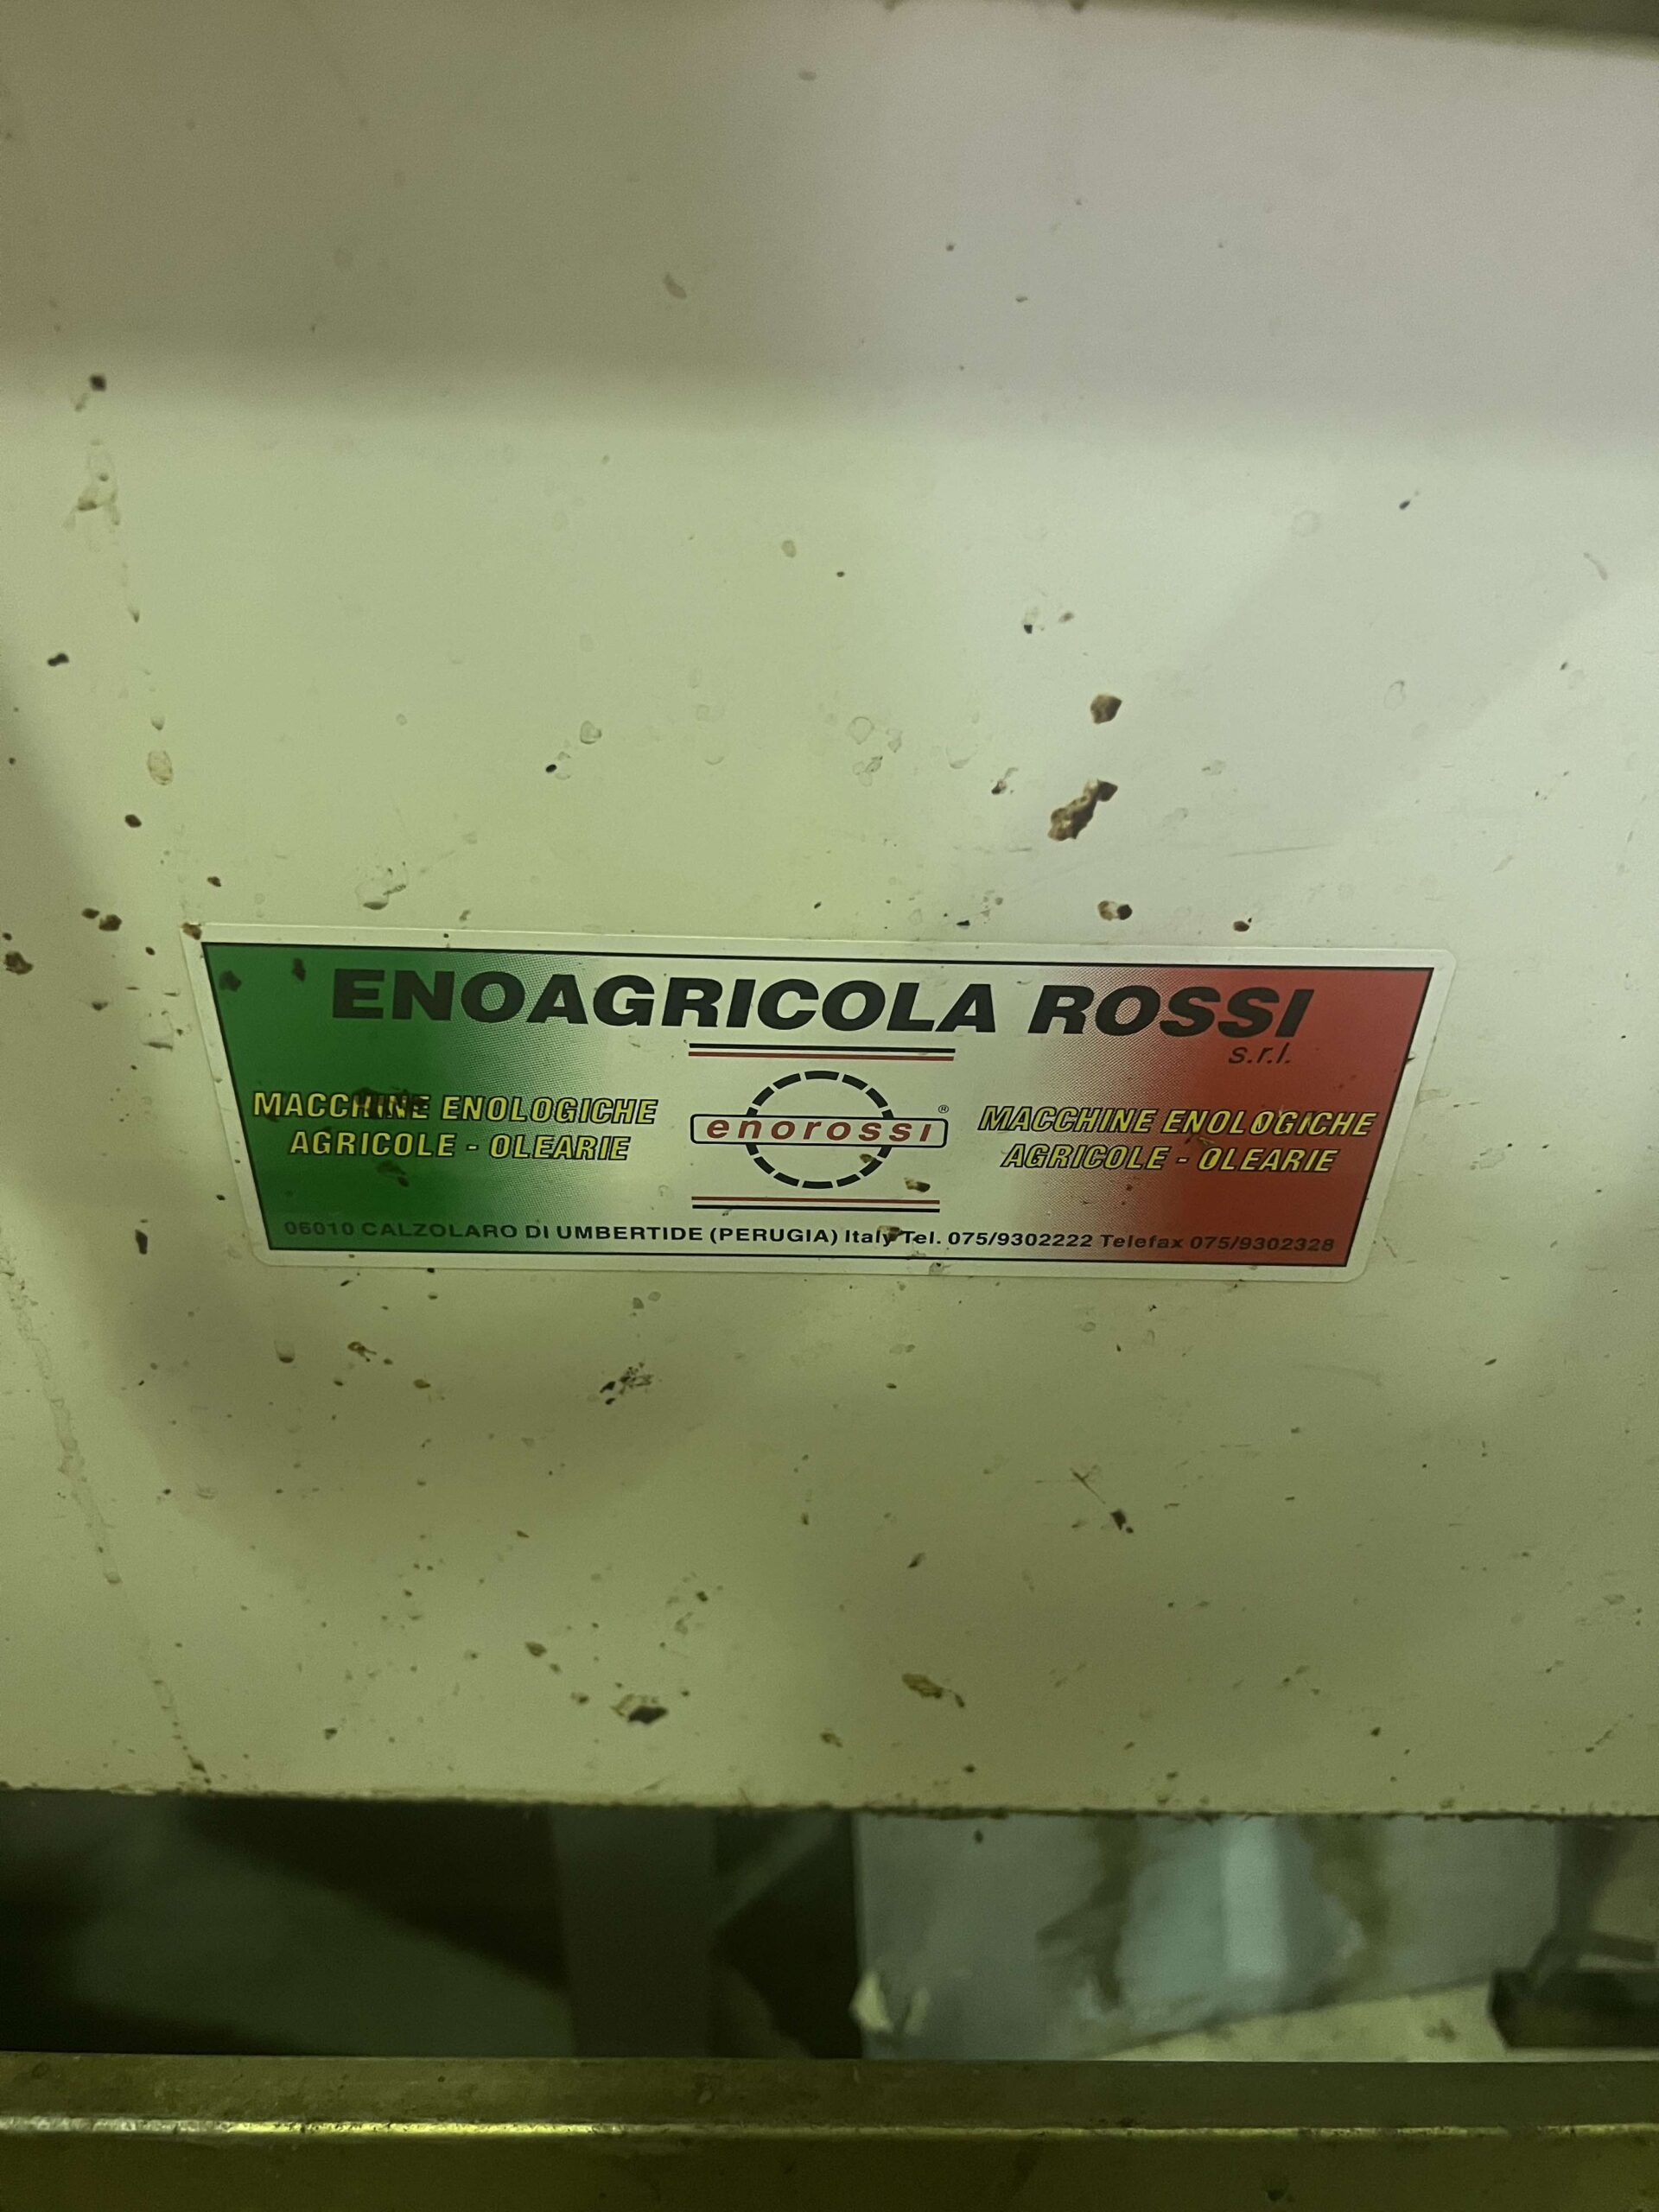 ENOAGRICOLA ROSSI
s.r.l.
MACCHINE ENOLOGICHE
AGRICOLE - OLEARIE
enorossi ®
MACCHINE ENOLOGICHE
AGRICOLE - OLEARIE
06010 CALZOLARO DI UMBERTIDE (PERUGIA) Italy Tel. 075/9302222 Telefax 075/9302328